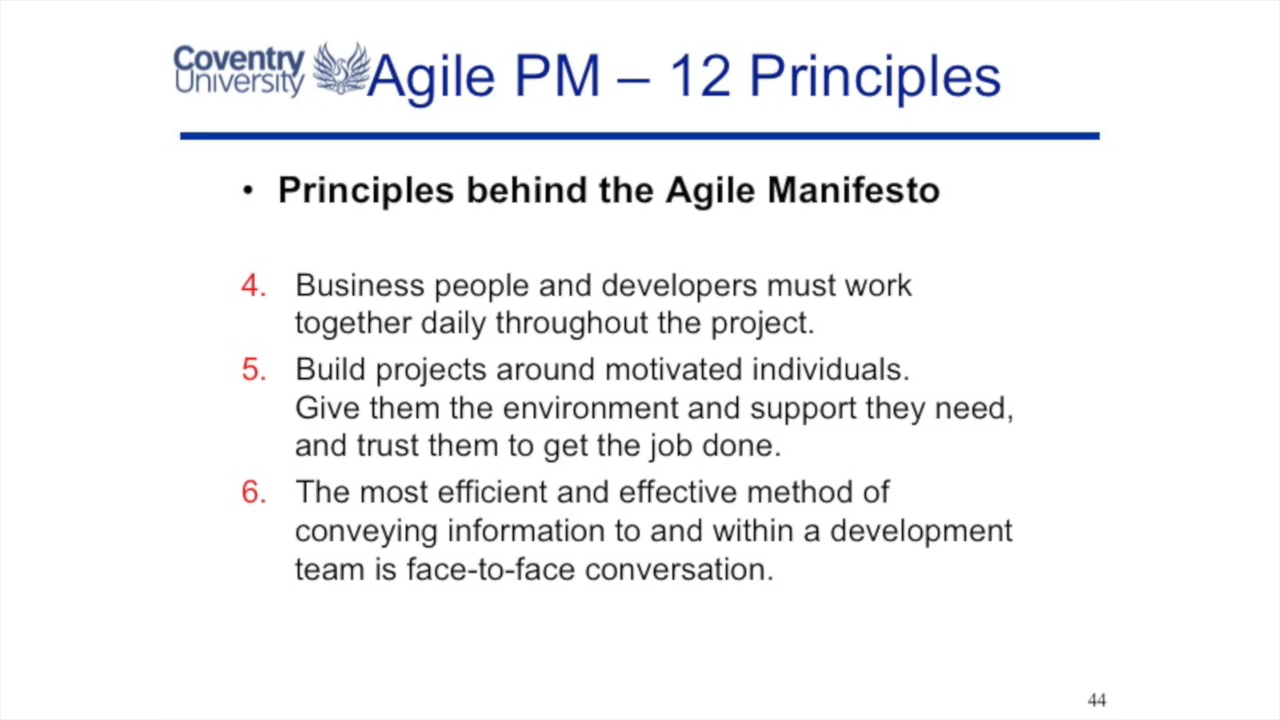 Coventry
University
Agile PM – 12 Principles
• Principles behind the Agile Manifesto
4. Business people and developers must work
together daily throughout the project.
5. Build projects around motivated individuals.
Give them the environment and support they need,
and trust them to get the job done.
6. The most efficient and effective method of
conveying information to and within a development
team is face-to-face conversation.
44